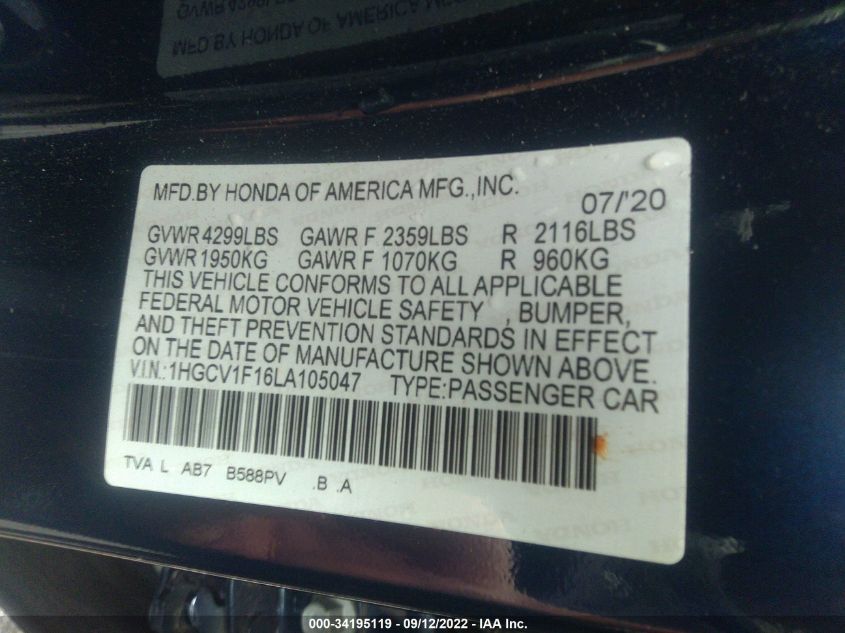 MFD.BY HONDA OF AMERICA MFG.,INC. 07/'20
GVWR 4299LBS GAWR F 2359LBS R 2116LBS
GVWR 1950KG GAWR F 1070KG R 960KG
THIS VEHICLE CONFORMS TO ALL APPLICABLE
FEDERAL MOTOR VEHICLE SAFETY , BUMPER,
AND THEFT PREVENTION STANDARDS IN EFFECT
ON THE DATE OF MANUFACTURE SHOWN ABOVE.
V.I.N.:1HGCV1F16LA105047 TYPE:PASSENGER CAR
TVA L AB7 B588PV .B .A
000-34195119 - 09/12/2022 - IAA Inc.